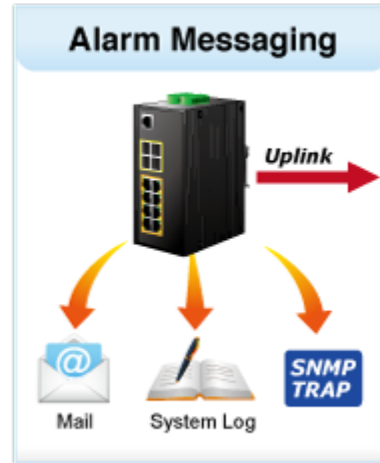 Alarm Messaging
Uplink
@
Mail
System Log
SNMP
TRAP